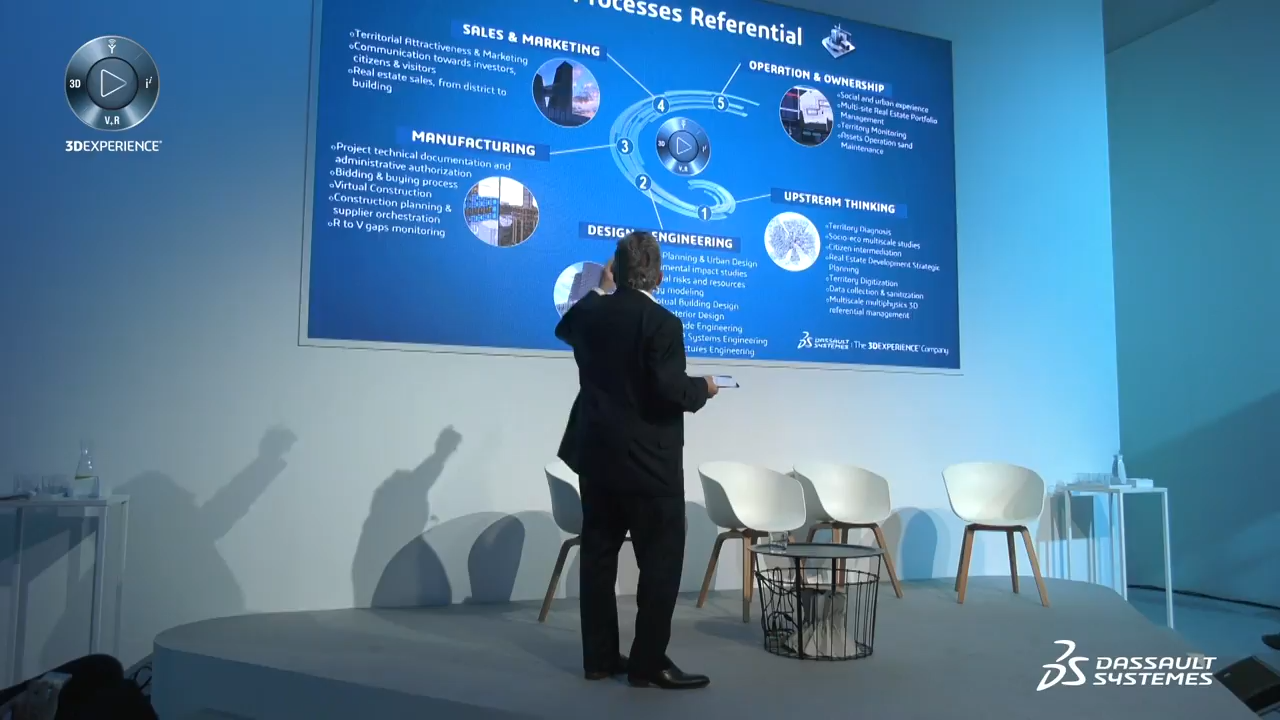 Processes Referential
SALES & MARKETING
Territorial Attractiveness & Marketing
Communication towards investors,
citizens & visitors
Real estate sales, from district to
building
OPERATION & OWNERSHIP
Social and urban experience
Multi-site Real Estate Portfolio
Management
Territory Monitoring
Assets Operation sand
Maintenance
MANUFACTURING
Project technical documentation and
administrative authorization
Bidding & buying process
Virtual Construction
Construction planning &
supplier orchestration
R to V gaps monitoring
4
5
3
2
1
3D
V.R
UPSTREAM THINKING
Territory Diagnosis
Socio-eco multiscale studies
Citizen intermediation
Real Estate Development Strategic
Planning
Territory Digitization
Data collection & sanitization
Multiscale multiphysics 3D
referential management
DESIGN ENGINEERING
Planning & Urban Design
impact studies
risks and resources
modeling
Building Design
Design
Engineering
Systems Engineering
Engineering
DASSAULT
SYSTEMES | The 3DEXPERIENCE Company
3D
i
V.R
3DEXPERIENCE
DASSAULT
SYSTEMES